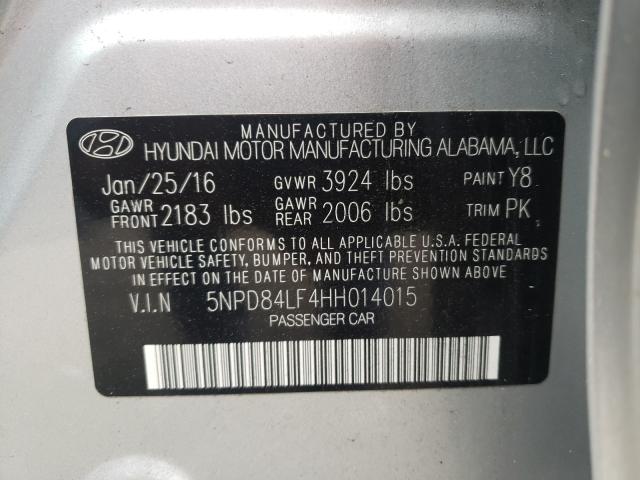 MANUFACTURED BY
HYUNDAI MOTOR MANUFACTURING ALABAMA, LLC
Jan/25/16 GVWR 3924 lbs PAINT Y8
GAWR FRONT 2183 lbs GAWR REAR 2006 lbs TRIM PK
THIS VEHICLE CONFORMS TO ALL APPLICABLE U.S.A. FEDERAL
MOTOR VEHICLE SAFETY, BUMPER, AND THEFT PREVENTION STANDARDS
IN EFFECT ON THE DATE OF MANUFACTURE SHOWN ABOVE
V.I.N 5NPD84LF4HH014015
PASSENGER CAR